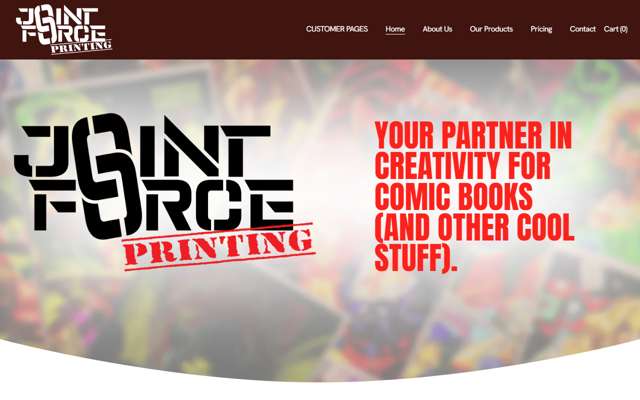 JOINT
FORCE
PRINTING
CUSTOMER PAGES Home About Us Our Products Pricing Contact Cart (0)
JOINT
FORCE
PRINTING
YOUR PARTNER IN
CREATIVITY FOR
COMIC BOOKS
(AND OTHER COOL
STUFF).